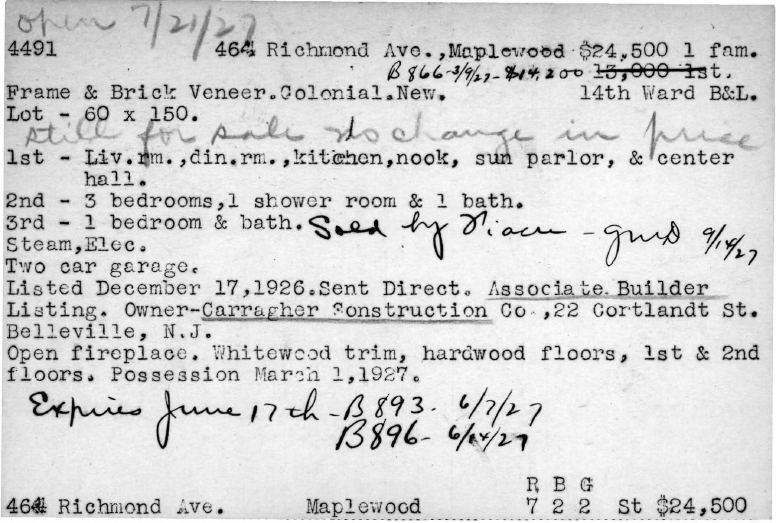 open 7/21/27
4491 464 Richmond Ave.,Maplewood $24,500 1 fam.
B866-3/9/27- $14,200 13,000 1st.
Frame & Brick Veneer.Colonial.New. 14th Ward B&L.
Lot - 60 x 150.
still for sale no change in price
1st - Liv.rm.,din.rm.,kitchen,nook, sun parlor, & center
hall.
2nd - 3 bedrooms,1 shower room & 1 bath.
3rd - 1 bedroom & bath. Sold by - 9/14/27
Steam,Elec.
Two car garage.
Listed December 17,1926.Sent Direct. Associate Builder
Listing. Owner-Carragher Construction Co.,22 Cortlandt St.
Belleville, N.J.
Open fireplace. Whitewood trim, hardwood floors, 1st & 2nd
floors. Possession March 1,1927.
Expires June 17th - B893- 6/7/27
B896- 6/14/27
R B G
464 Richmond Ave. Maplewood 7 2 2 St $24,500